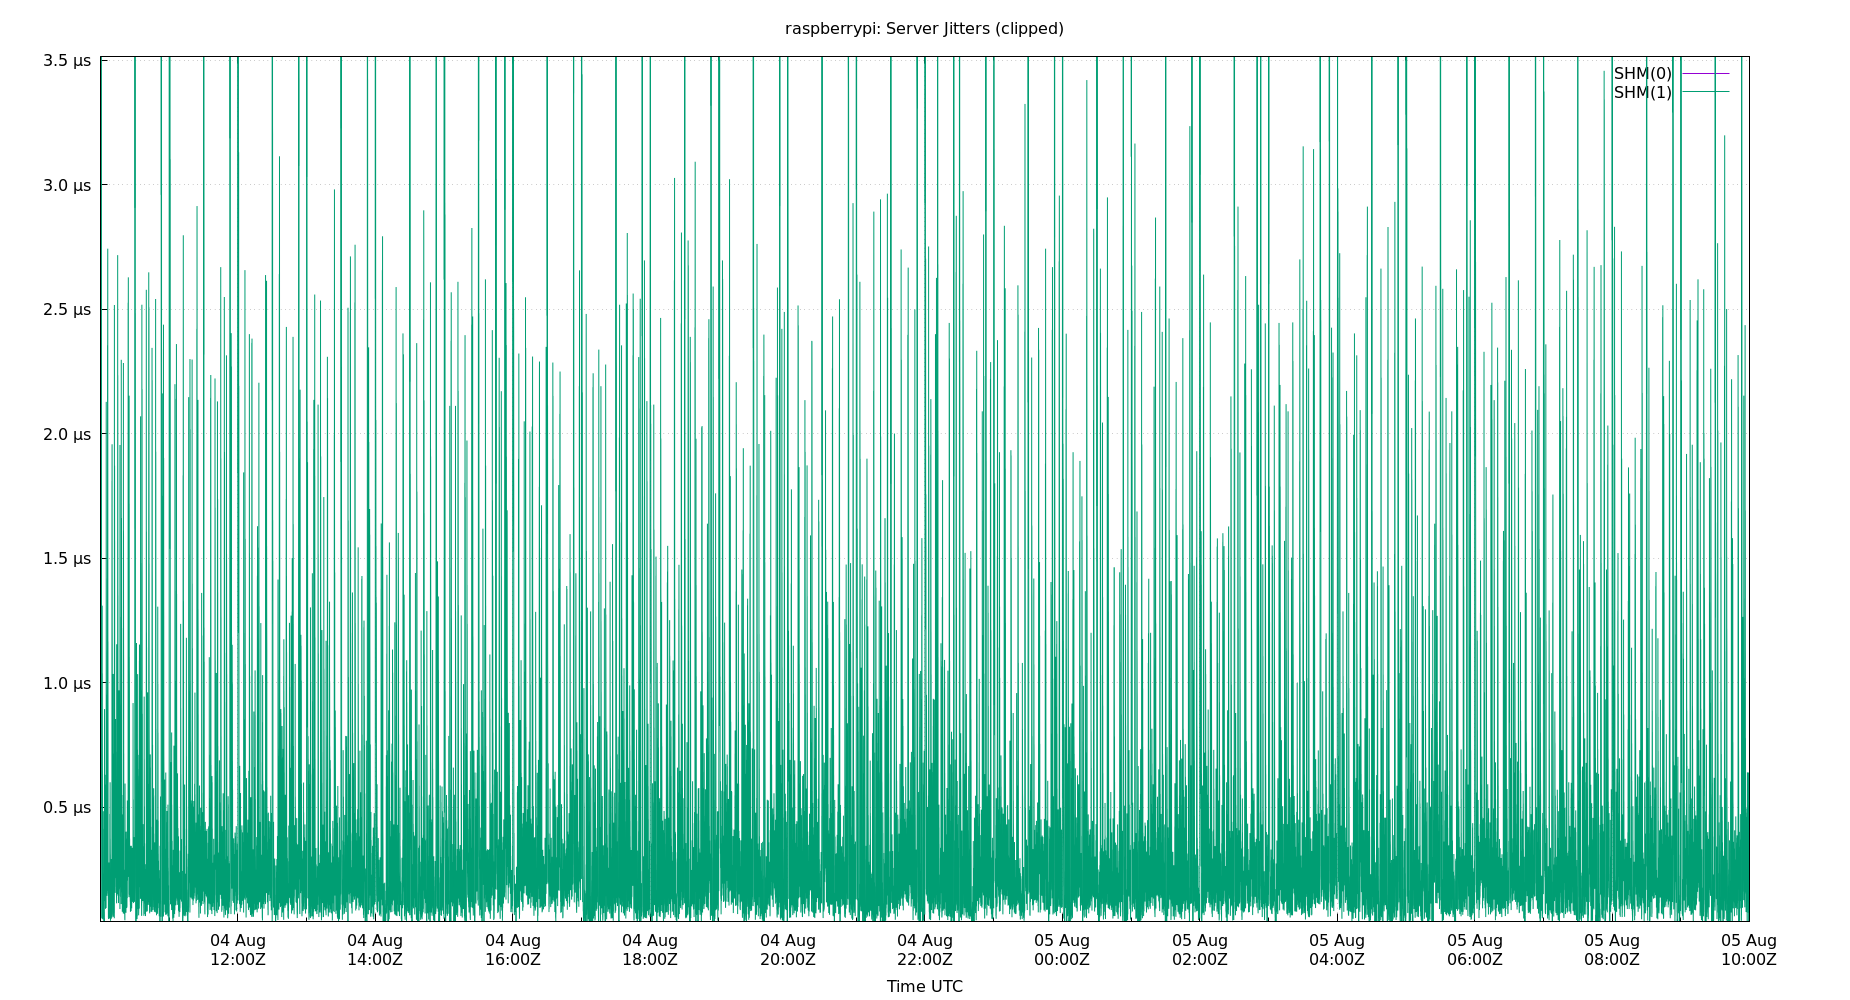 raspberrypi: Server Jitters (clipped)
3.5 µs
SHM(0)
SHM(1)
3.0 µs
2.5 µs
2.0 µs
1.5 µs
1.0 µs
0.5 µs
04 Aug 04 Aug 04 Aug 04 Aug 04 Aug 04 Aug 05 Aug 05 Aug 05 Aug 05 Aug 05 Aug 05 Aug
12:00Z 14:00Z 16:00Z 18:00Z 20:00Z 22:00Z 00:00Z 02:00Z 04:00Z 06:00Z 08:00Z 10:00Z
Time UTC